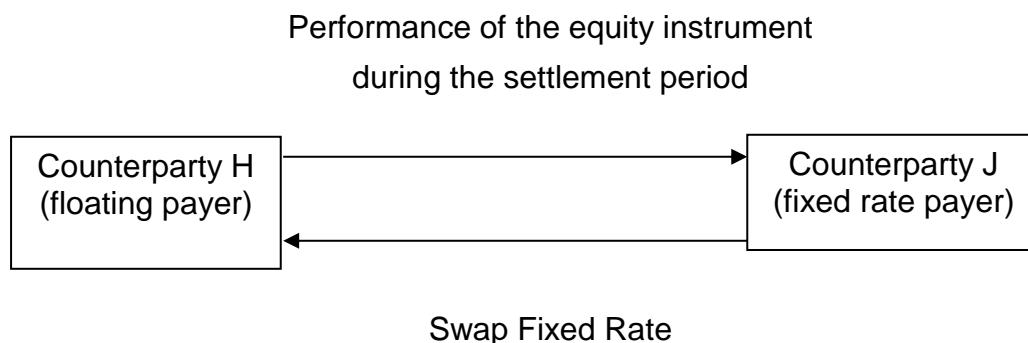 Performance of the equity instrument
during the settlement period
Counterparty H
(floating payer)
Counterparty J
(fixed rate payer)
Swap Fixed Rate